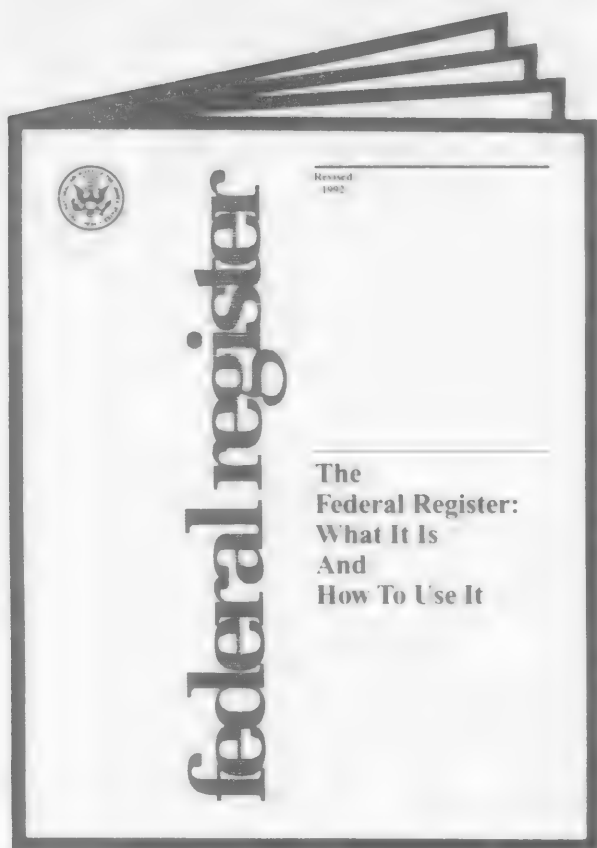 federal register
Revised
1992
The
Federal Register:
What It Is
And
How To Use It